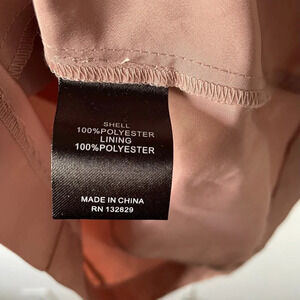 SHELL
100%POLYESTER
LINING
100%POLYESTER
MADE IN CHINA
RN 132829